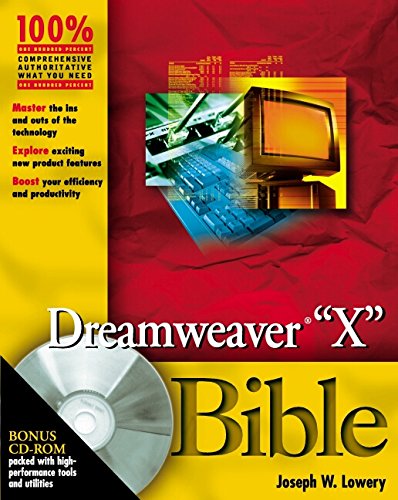 100%
ONE HUNDRED PERCENT
COMPREHENSIVE
AUTHORITATIVE
WHAT YOU NEED
ONE HUNDRED PERCENT
Master the ins
and outs of the
technology
Explore exciting
new product features
Boost your efficiency
and productivity
Dreamweaver® “X”
Bible
BONUS
CD-ROM
packed with high-
performance tools
and utilities
Joseph W. Lowery